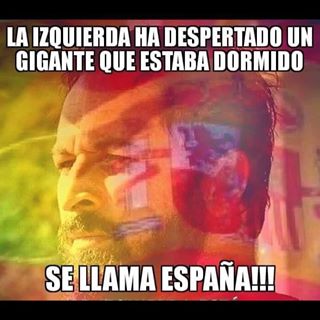 LA IZQUIERDA HA DESPERTADO UN
GIGANTE QUE ESTABA DORMIDO
SE LLAMA ESPAÑA!!!